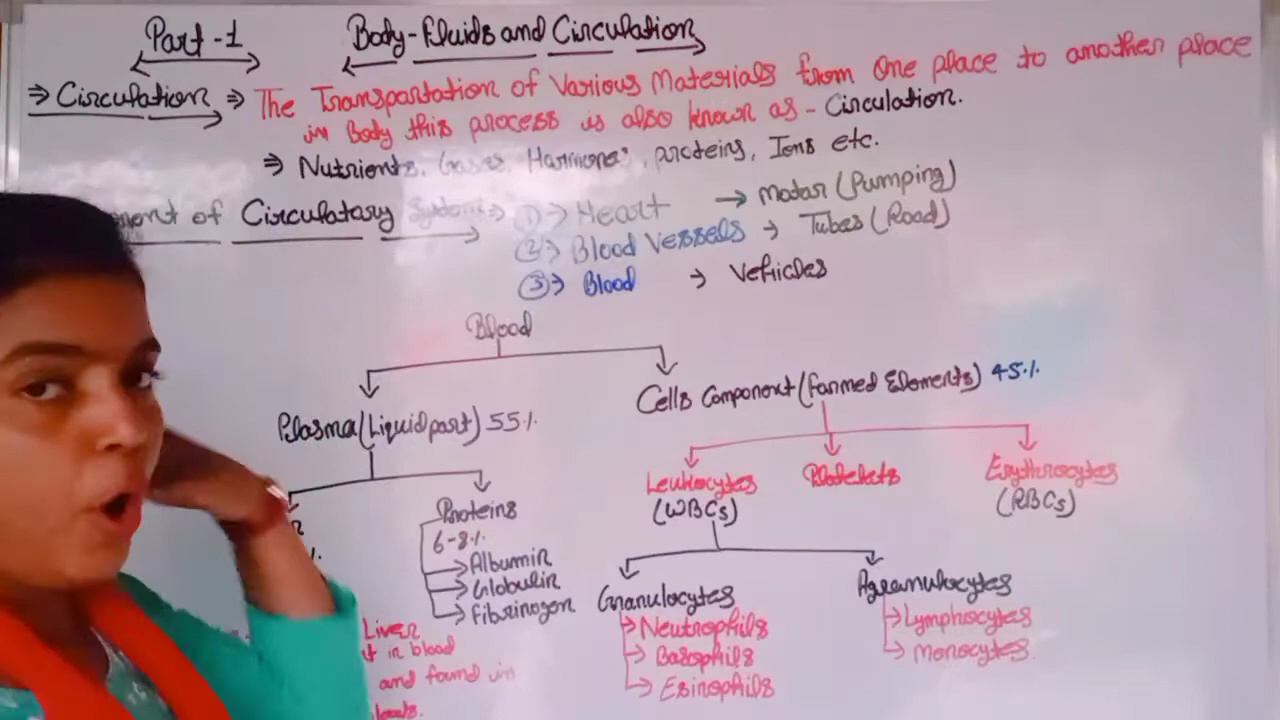 Part-1 Body-Fluids and Circulation
⇒ Circulation ⇒ The Transportation of Various Materials from One place to another place
in Body this process is also known as - Circulation.
⇒ Nutrients, Gases, Harmones, proteins, Ions etc.
of Circulatary System ⇒ ① → Heart → Motar (Pumping)
② → Blood Vessels → Tubes (Road)
③ → Blood → Vehicles
Blood
Plasma (Liquid part) 55%
Cells Component (Farmed Elements) 45%
Proteins
6-8%
→ Albumin
→ Globulin
→ Fibrinogen
Leukocytes
(WBCs)
Platelets
Erythrocytes
(RBCs)
Granulocytes
→ Neutrophils
→ Basophils
→ Esinophils
Agranulocytes
→ Lymphocytes
→ Monocytes
Liver
in blood
and found in